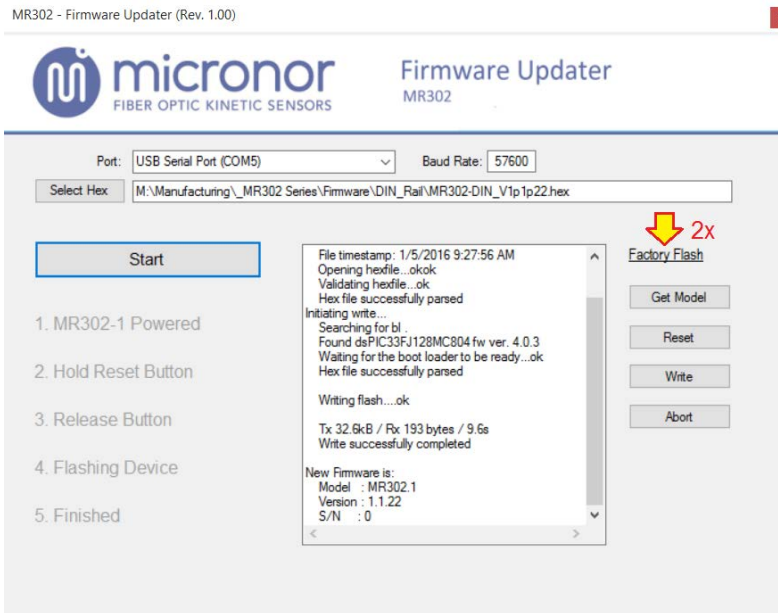 MR302 - Firmware Updater (Rev. 1.00)
micronor
FIBER OPTIC KINETIC SENSORS
Firmware Updater
MR302
Port: USB Serial Port (COM5) Baud Rate: 57600
Select Hex M:\Manufacturing\_MR302 Series\Firmware\DIN_Rail\MR302-DIN_V1p1p22.hex
2x
Factory Flash
Start
1. MR302-1 Powered
2. Hold Reset Button
3. Release Button
4. Flashing Device
5. Finished
File timestamp: 1/5/2016 9:27:56 AM
Opening hexfile...okok
Validating hexfile...ok
Hex file successfully parsed
Initiating write...
Searching for bl .
Found dsPIC33FJ128MC804 fw ver. 4.0.3
Waiting for the boot loader to be ready...ok
Hex file successfully parsed
Writing flash....ok
Tx 32.6kB / Rx 193 bytes / 9.6s
Write successfully completed
New Firmware is:
Model : MR302.1
Version : 1.1.22
S/N : 0
Get Model
Reset
Write
Abort